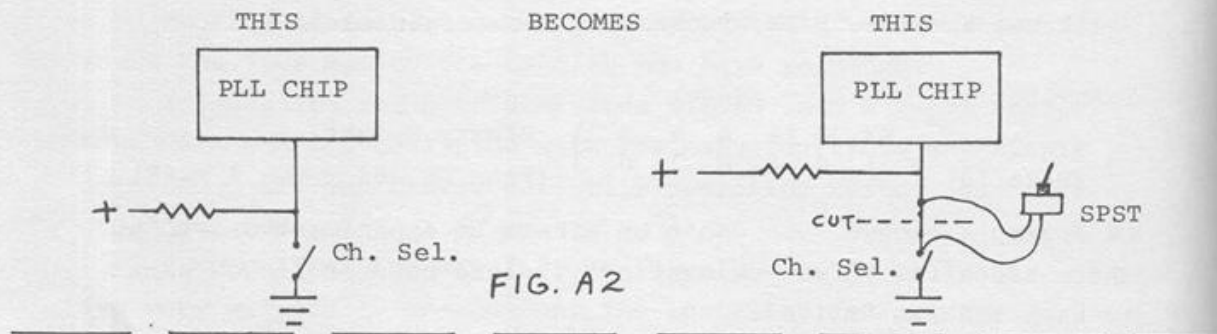 THIS BECOMES THIS
PLL CHIP PLL CHIP
+ +
CUT SPST
Ch. Sel. Ch. Sel.
FIG. A2